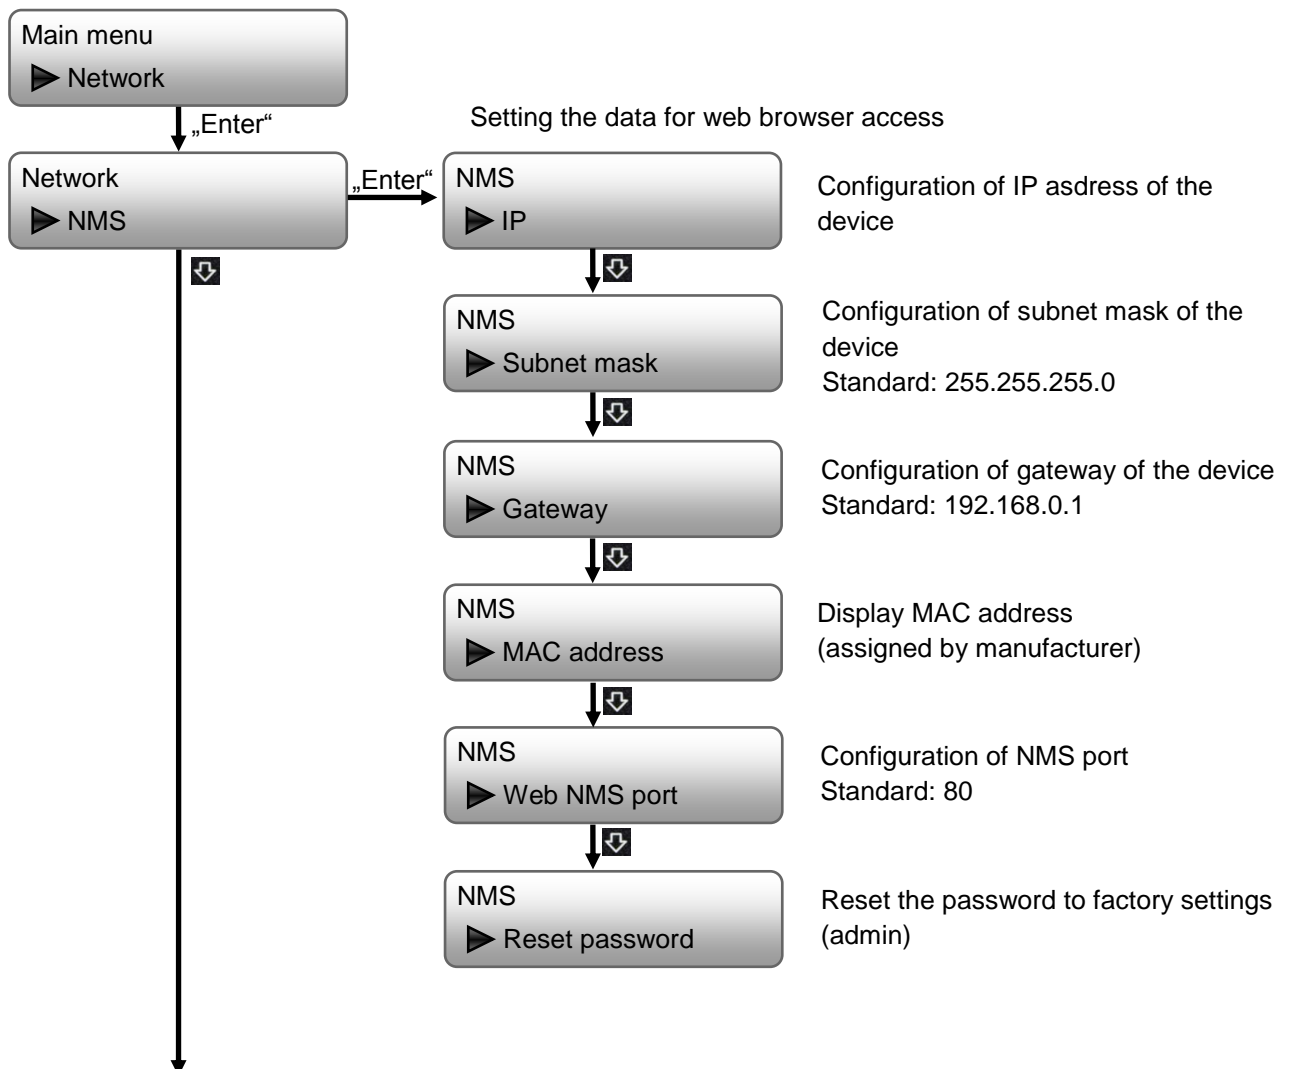 Main menu
Network
„Enter“
Setting the data for web browser access
Network
NMS
„Enter“
NMS
IP
Configuration of IP asdress of the
device
NMS
Subnet mask
Configuration of subnet mask of the
device
Standard: 255.255.255.0
NMS
Gateway
Configuration of gateway of the device
Standard: 192.168.0.1
NMS
MAC address
Display MAC address
(assigned by manufacturer)
NMS
Web NMS port
Configuration of NMS port
Standard: 80
NMS
Reset password
Reset the password to factory settings
(admin)